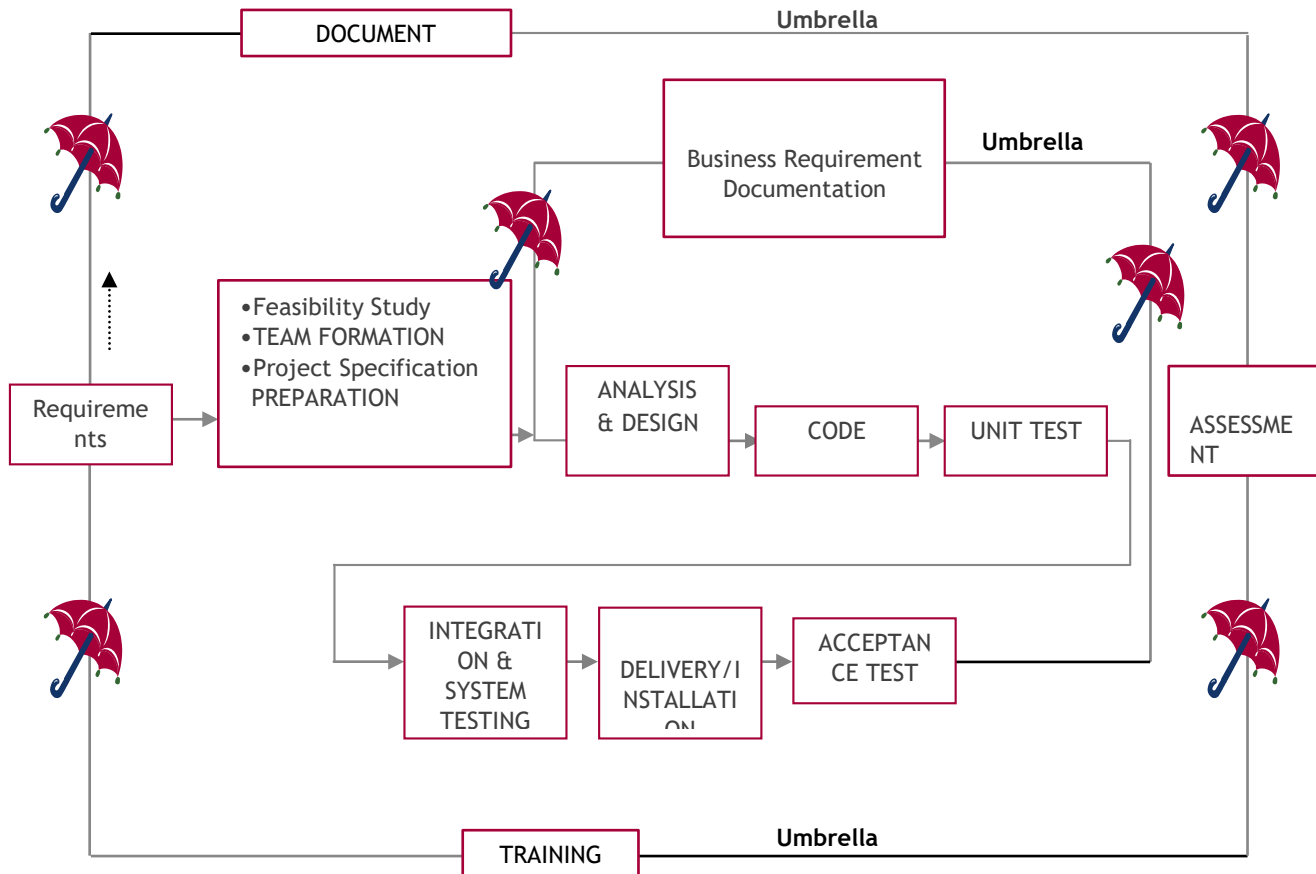 Umbrella
DOCUMENT
Business Requirement
Documentation
Umbrella
•Feasibility Study
•TEAM FORMATION
•Project Specification
PREPARATION
Requireme
nts
ANALYSIS
& DESIGN
CODE
UNIT TEST
ASSESSME
NT
INTEGRATI
ON &
SYSTEM
TESTING
DELIVERY/I
NSTALLATI
ON
ACCEPTAN
CE TEST
Umbrella
TRAINING